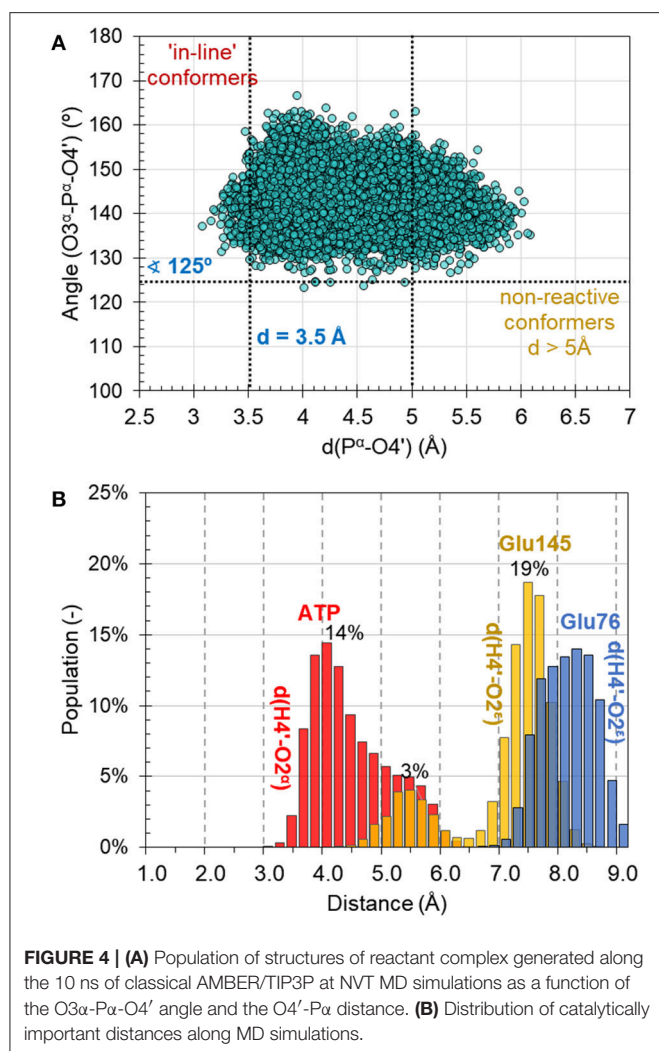 A
180
170
160
150
140
130
120
110
100
Angle (O3α-Pα-O4') (º)
'in-line'
conformers
∢ 125º
d = 3.5 Å
non-reactive
conformers
d > 5Å
2.5 3 3.5 4 4.5 5 5.5 6 6.5 7
d(Pα-O4') (Å)
B
25%
20%
15%
10%
5%
0%
Population (-)
ATP
14%
d(H4'-O2α)
3%
Glu145
19%
d(H4'-O2ε)
Glu76
d(H4'-O2ε)
1.0 2.0 3.0 4.0 5.0 6.0 7.0 8.0 9.0
Distance (Å)
FIGURE 4 | (A) Population of structures of reactant complex generated along
the 10 ns of classical AMBER/TIP3P at NVT MD simulations as a function of
the O3α-Pα-O4′ angle and the O4′-Pα distance. (B) Distribution of catalytically
important distances along MD simulations.